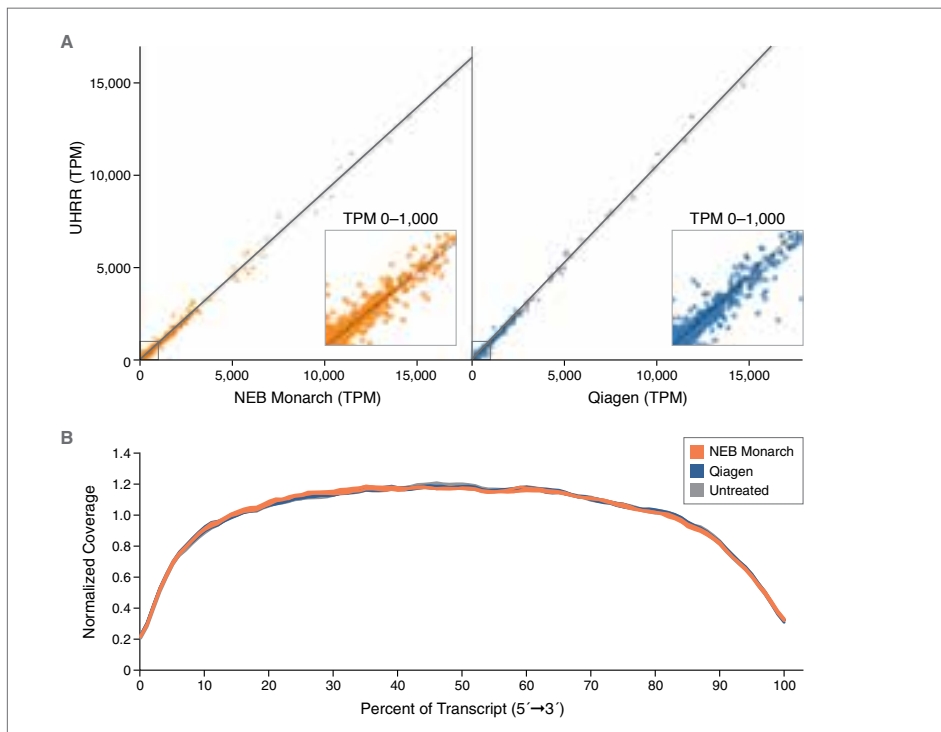 A
UHRR (TPM)
15,000
10,000
5,000
0
TPM 0–1,000
TPM 0–1,000
0 5,000 10,000 15,000
0 5,000 10,000 15,000
NEB Monarch (TPM)
Qiagen (TPM)
B
Normalized Coverage
1.4
1.2
1.0
0.8
0.6
0.4
0.2
0
NEB Monarch
Qiagen
Untreated
0 10 20 30 40 50 60 70 80 90 100
Percent of Transcript (5´→3´)